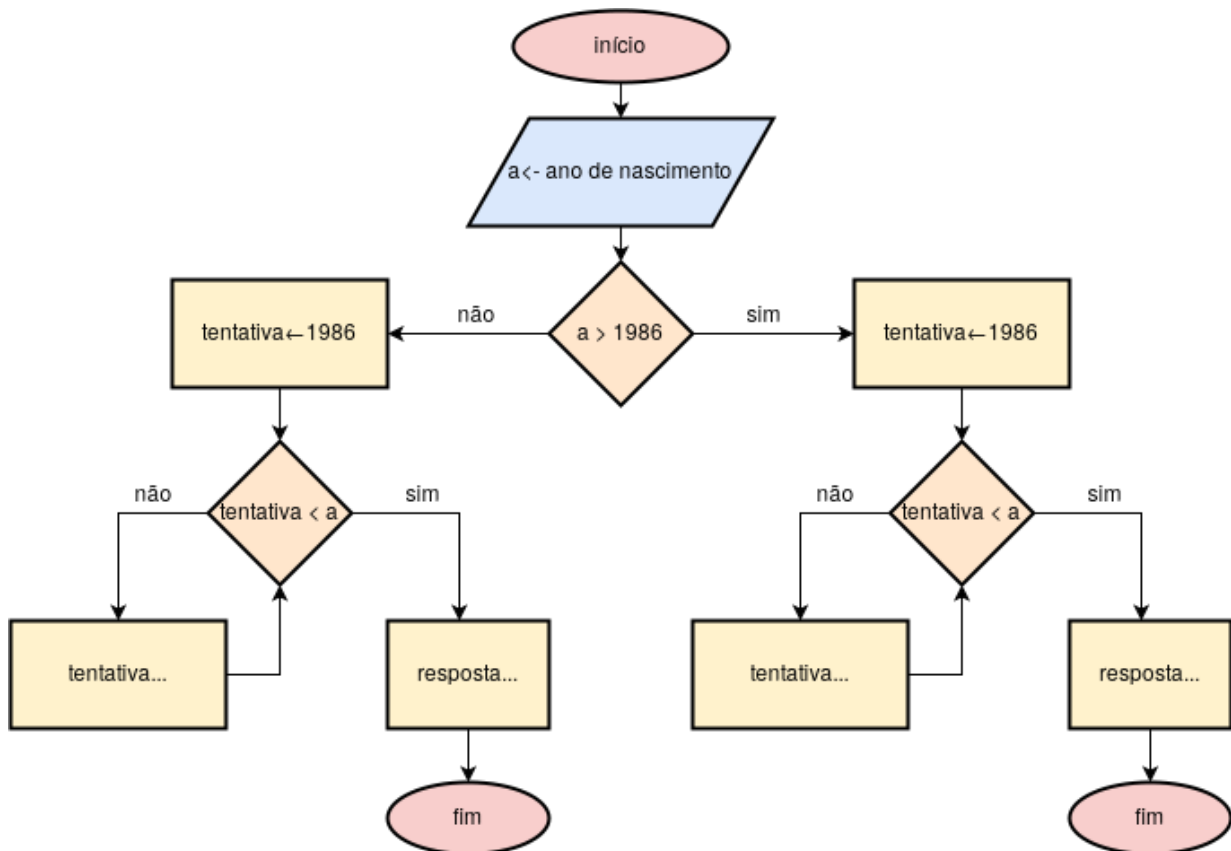 início
a<- ano de nascimento
não
a > 1986
sim
tentativa←1986
tentativa←1986
não
tentativa < a
sim
não
tentativa < a
sim
tentativa...
resposta...
tentativa...
resposta...
fim
fim